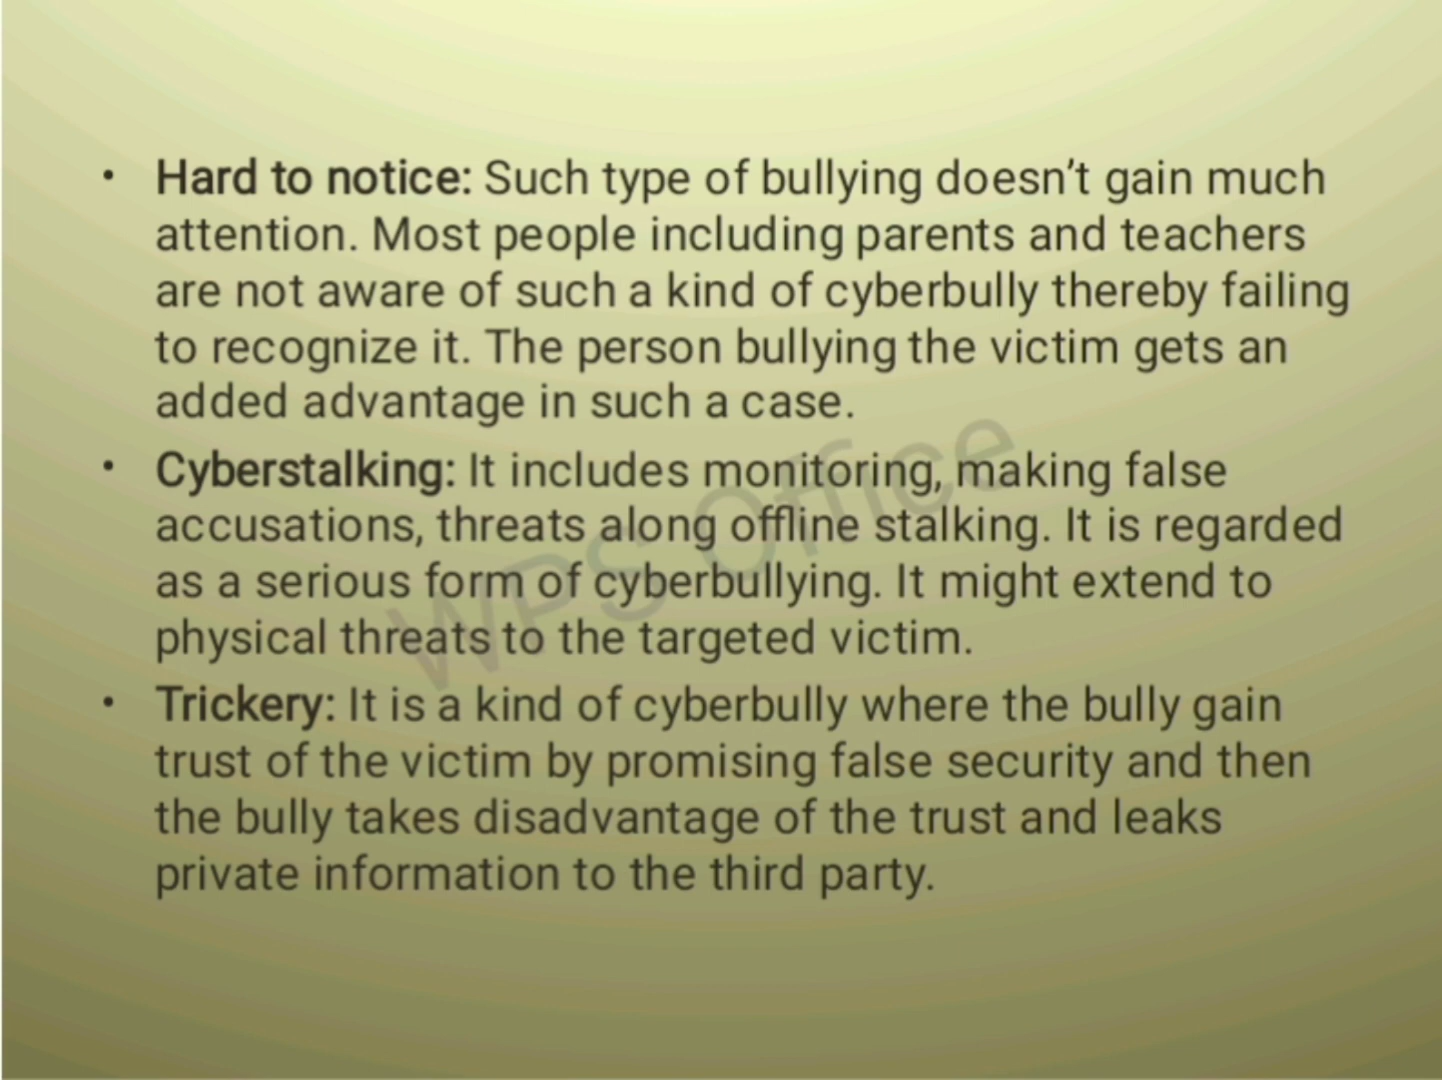 • Hard to notice: Such type of bullying doesn’t gain much
attention. Most people including parents and teachers
are not aware of such a kind of cyberbully thereby failing
to recognize it. The person bullying the victim gets an
added advantage in such a case.
• Cyberstalking: It includes monitoring, making false
accusations, threats along offline stalking. It is regarded
as a serious form of cyberbullying. It might extend to
physical threats to the targeted victim.
• Trickery: It is a kind of cyberbully where the bully gain
trust of the victim by promising false security and then
the bully takes disadvantage of the trust and leaks
private information to the third party.
WPS Office